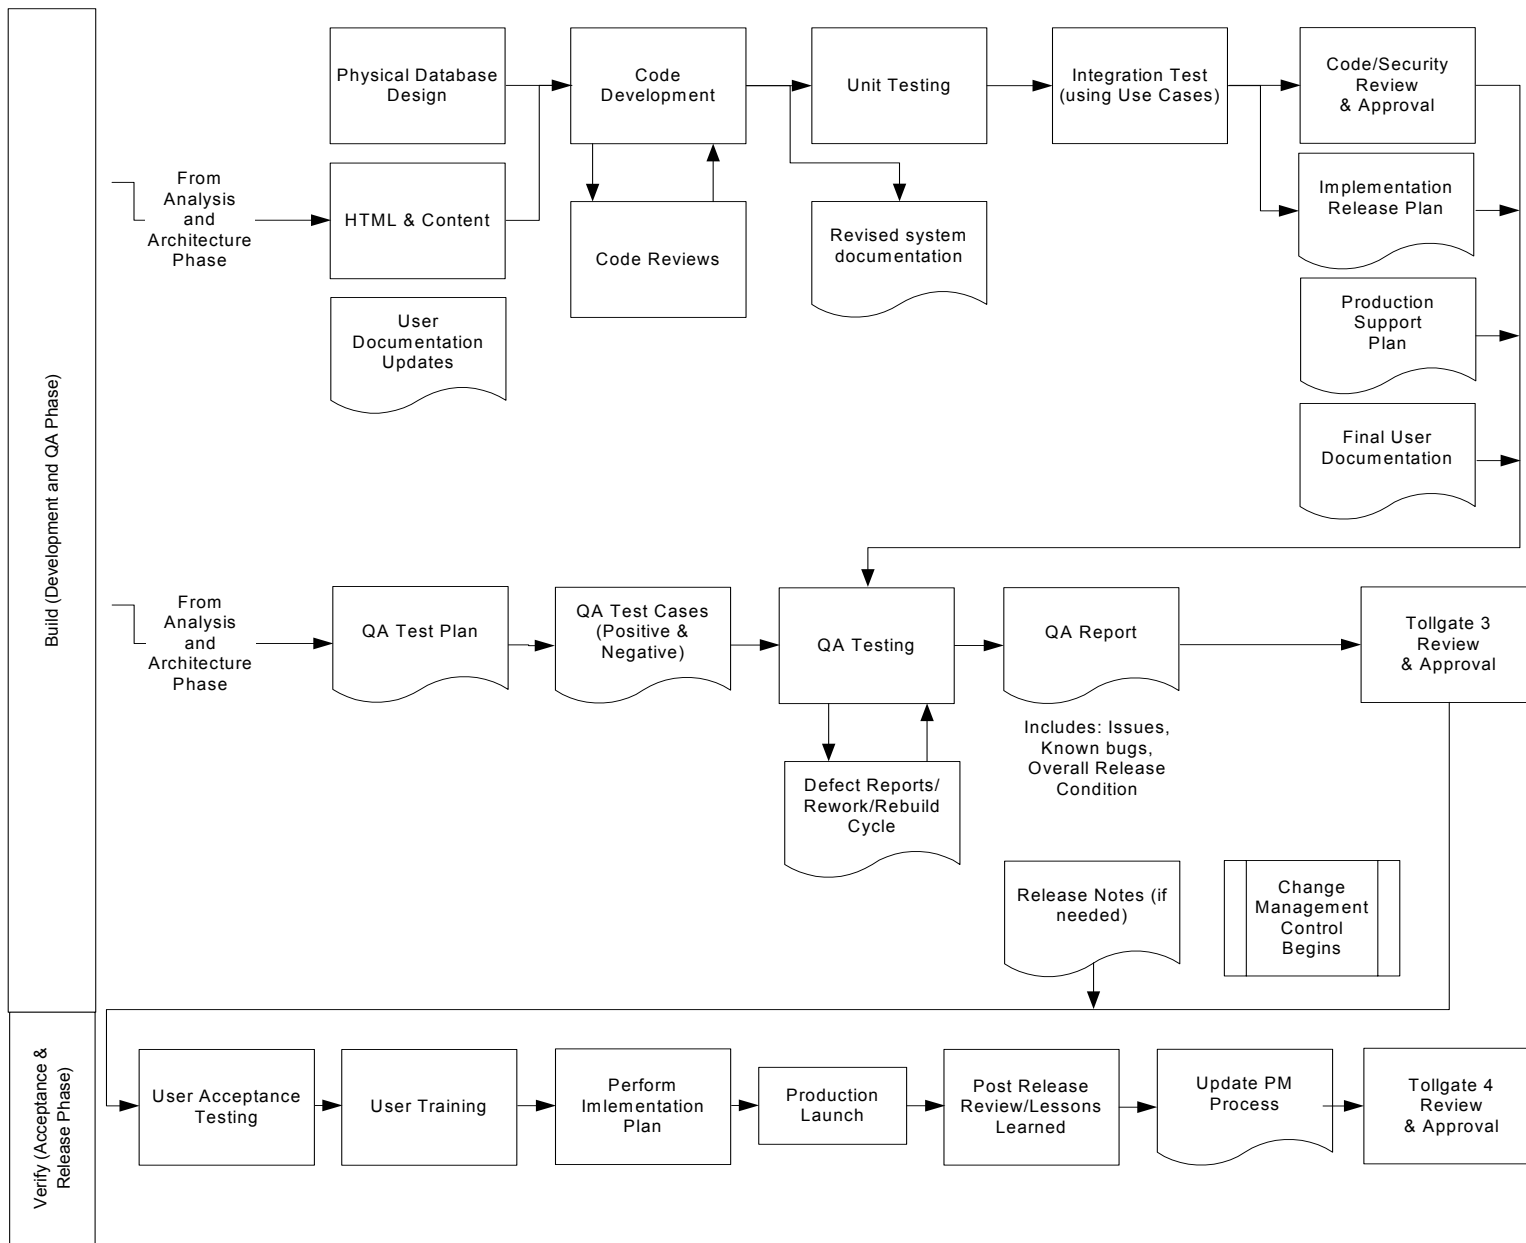 Build (Development and QA Phase)
Physical Database
Design
Code
Development
Unit Testing
Integration Test
(using Use Cases)
Code/Security
Review
& Approval
From
Analysis
and
Architecture
Phase
HTML & Content
Code Reviews
Revised system
documentation
Implementation
Release Plan
User
Documentation
Updates
Production
Support
Plan
Final User
Documentation
From
Analysis
and
Architecture
Phase
QA Test Plan
QA Test Cases
(Positive &
Negative)
QA Testing
QA Report
Tollgate 3
Review
& Approval
Includes: Issues,
Known bugs,
Overall Release
Condition
Defect Reports/
Rework/Rebuild
Cycle
Release Notes (if
needed)
Change
Management
Control
Begins
Verify (Acceptance &
Release Phase)
User Acceptance
Testing
User Training
Perform
Imlementation
Plan
Production
Launch
Post Release
Review/Lessons
Learned
Update PM
Process
Tollgate 4
Review
& Approval